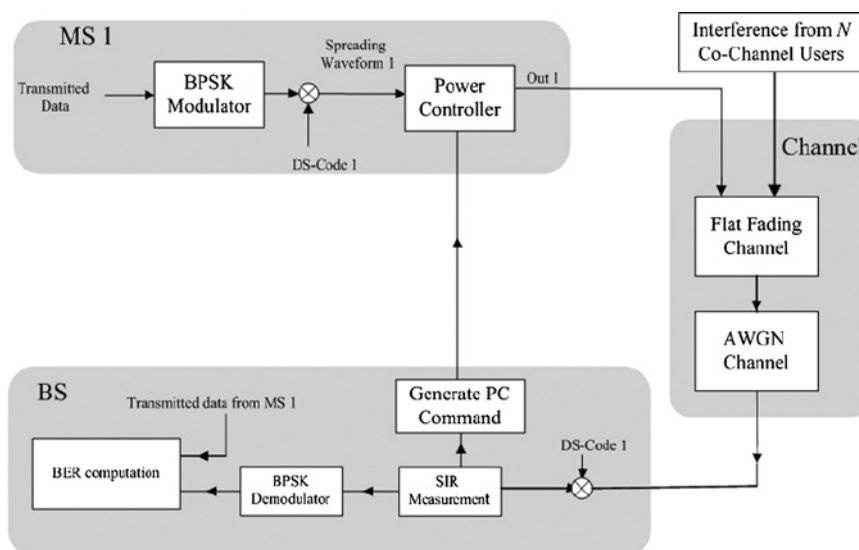 MS 1
Transmitted
Data
BPSK
Modulator
Spreading
Waveform 1
DS-Code 1
Power
Controller
Out 1
Interference from N
Co-Channel Users
Channel
Flat Fading
Channel
AWGN
Channel
BS
Transmitted data from MS 1
BER computation
BPSK
Demodulator
SIR
Measurement
Generate PC
Command
DS-Code 1